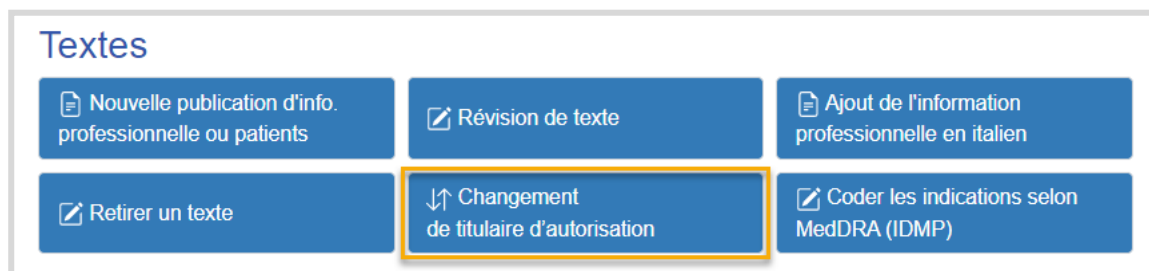 Textes
Nouvelle publication d'info.
professionnelle ou patients
Révision de texte
Ajout de l'information
professionnelle en italien
Retirer un texte
Changement
de titulaire d’autorisation
Coder les indications selon
MedDRA (IDMP)